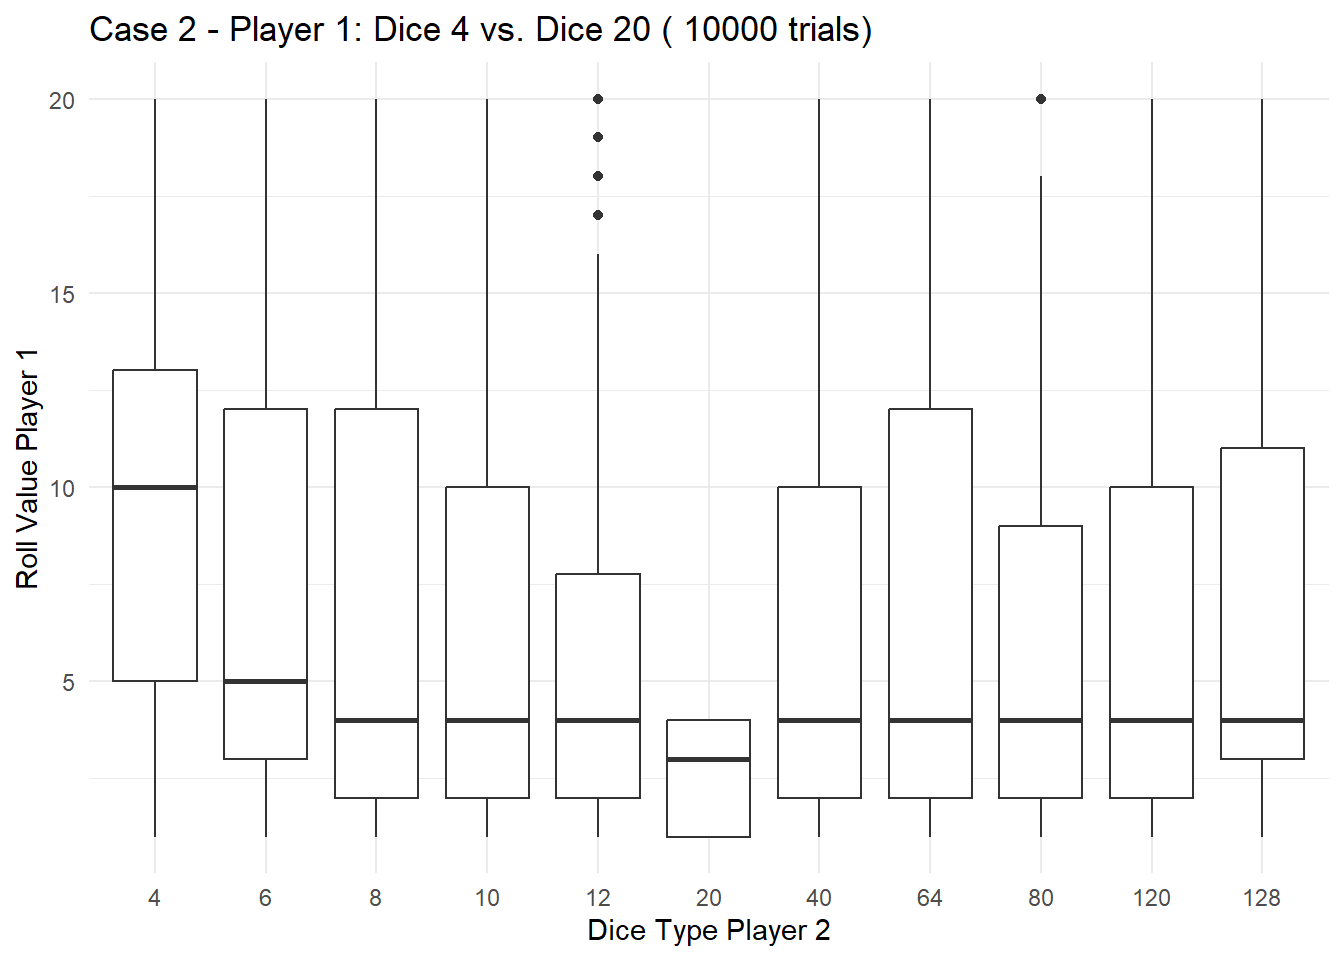 Case 2 - Player 1: Dice 4 vs. Dice 20 ( 10000 trials)
20
15
10
5
Roll Value Player 1
4 6 8 10 12 20 40 64 80 120 128
Dice Type Player 2